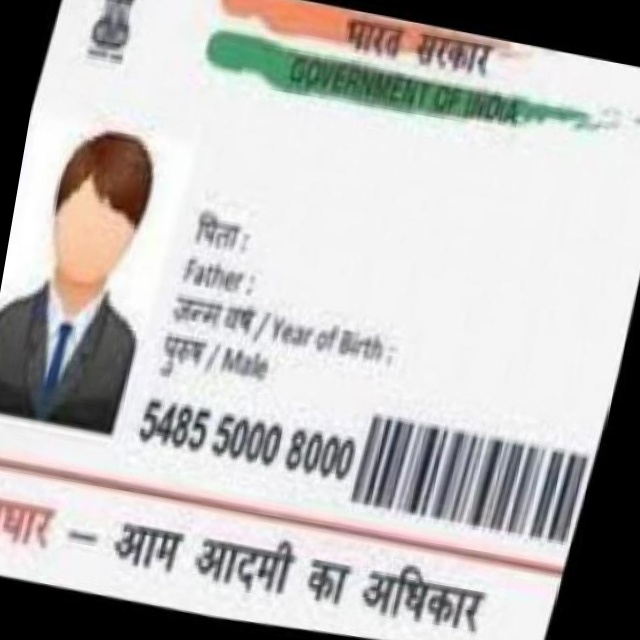 भारत सरकार
GOVERNMENT OF INDIA
पिता :
Father :
जन्म वर्ष / Year of Birth :
पुरुष / Male
5485 5000 8000
धार – आम आदमी का अधिकार